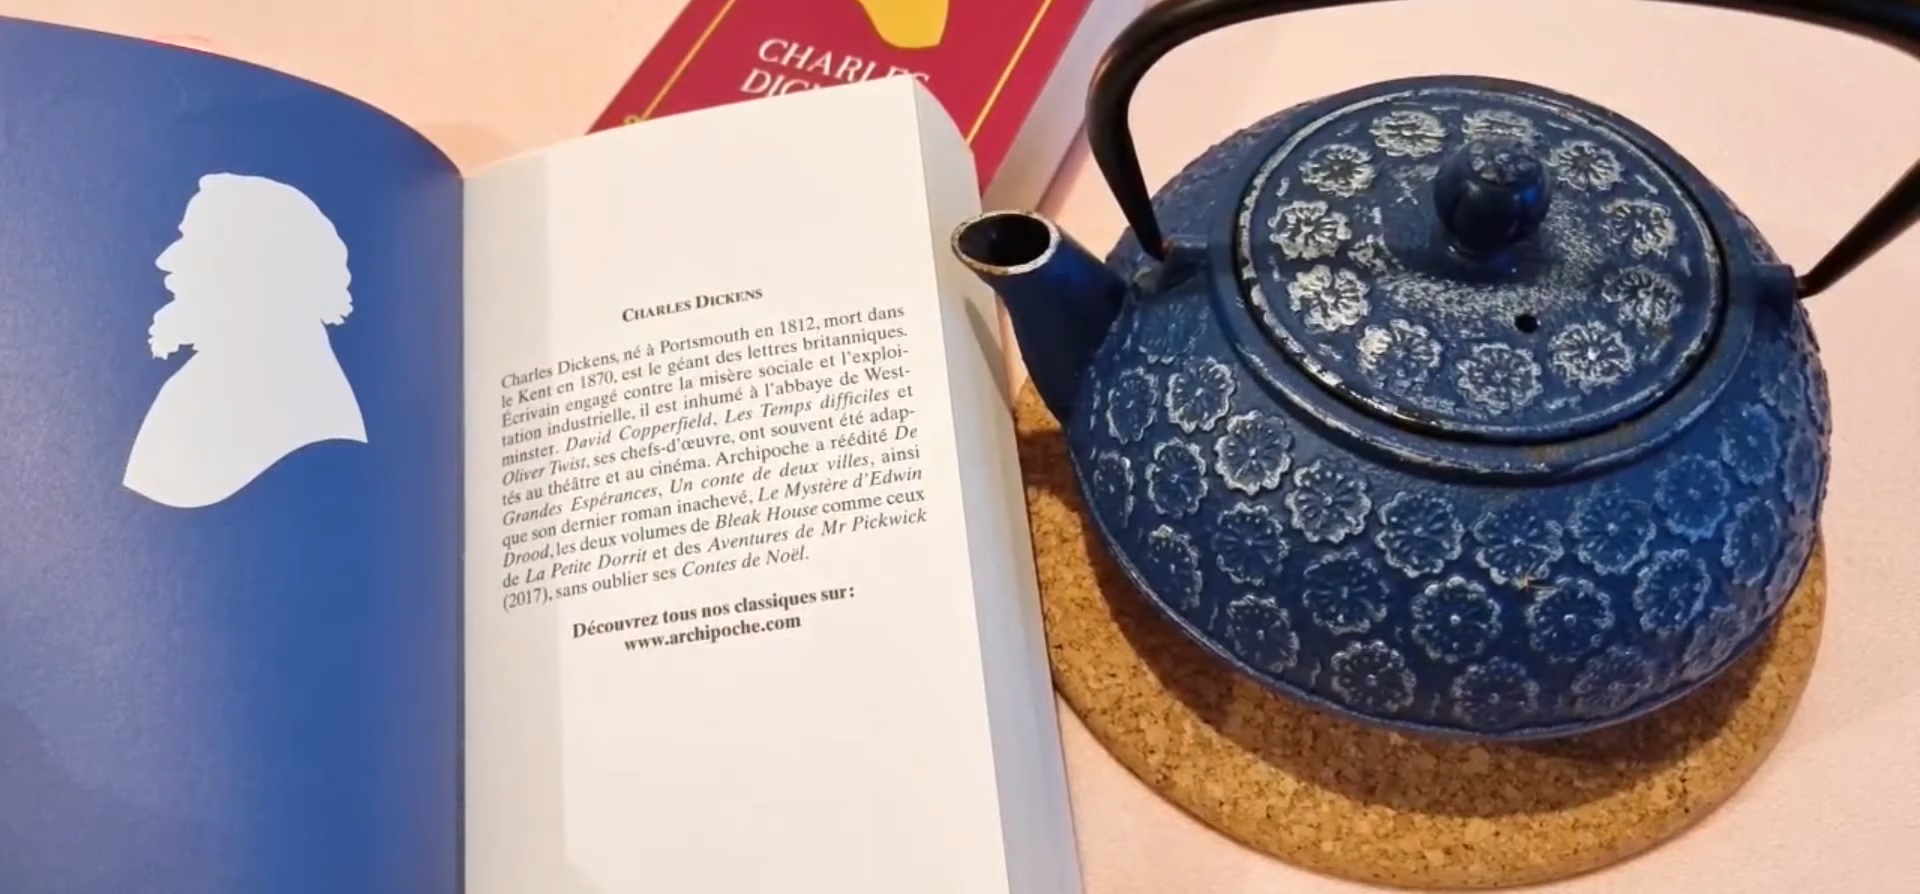 CHARLES
CHARLES DICKENS
Charles Dickens, né à Portsmouth en 1812, mort dans
le Kent en 1870, est le géant des lettres britanniques.
Écrivain engagé contre la misère sociale et l'exploi-
tation industrielle, il est inhumé à l'abbaye de West-
minster. David Copperfield, Les Temps difficiles et
Oliver Twist, ses chefs-d'œuvre, ont souvent été adap-
tés au théâtre et au cinéma. Archipoche a réédité De
Grandes Espérances, Un conte de deux villes, ainsi
que son dernier roman inachevé, Le Mystère d'Edwin
Drood, les deux volumes de Bleak House comme ceux
de La Petite Dorrit et des Aventures de Mr Pickwick
(2017), sans oublier ses Contes de Noël.
Découvrez tous nos classiques sur :
www.archipoche.com